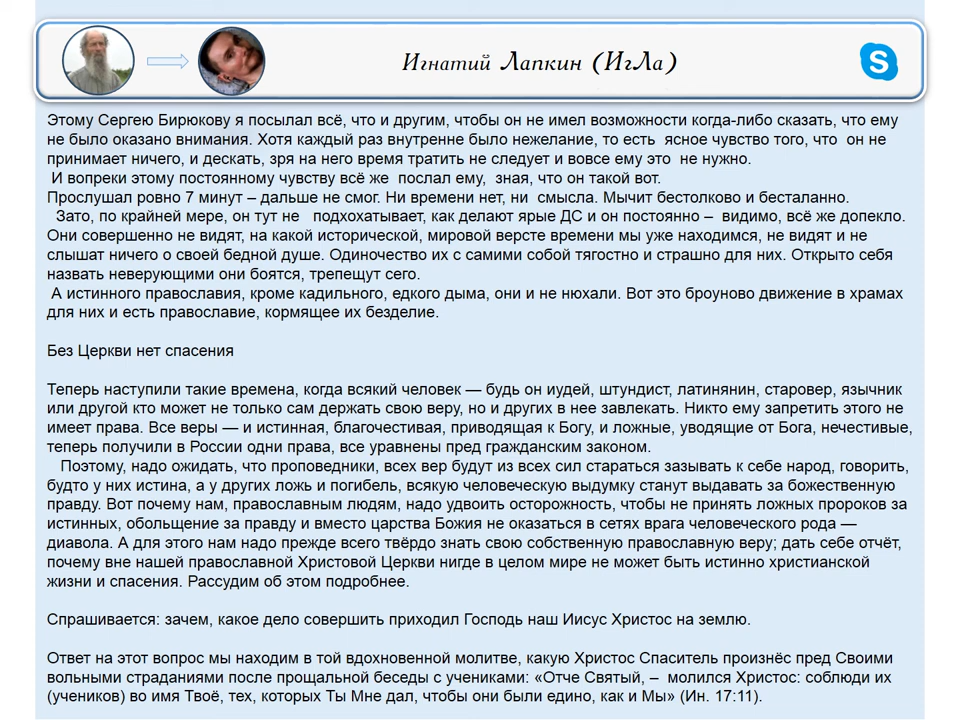 Игнатий Лапкин (ИгЛа)
S
Этому Сергею Бирюкову я посылал всё, что и другим, чтобы он не имел возможности когда-либо сказать, что ему
не было оказано внимания. Хотя каждый раз внутренне было нежелание, то есть ясное чувство того, что он не
принимает ничего, и дескать, зря на него время тратить не следует и вовсе ему это не нужно.
И вопреки этому постоянному чувству всё же послал ему, зная, что он такой вот.
Прослушал ровно 7 минут – дальше не смог. Ни времени нет, ни смысла. Мычит бестолково и бесталанно.
Зато, по крайней мере, он тут не подхохатывает, как делают ярые ДС и он постоянно – видимо, всё же допекло.
Они совершенно не видят, на какой исторической, мировой версте времени мы уже находимся, не видят и не
слышат ничего о своей бедной душе. Одиночество их с самими собой тягостно и страшно для них. Открыто себя
назвать неверующими они боятся, трепещут сего.
А истинного православия, кроме кадильного, едкого дыма, они и не нюхали. Вот это броуново движение в храмах
для них и есть православие, кормящее их безделие.
Без Церкви нет спасения
Теперь наступили такие времена, когда всякий человек — будь он иудей, штундист, латинянин, старовер, язычник
или другой кто может не только сам держать свою веру, но и других в нее завлекать. Никто ему запретить этого не
имеет права. Все веры — и истинная, благочестивая, приводящая к Богу, и ложные, уводящие от Бога, нечестивые,
теперь получили в России одни права, все уравнены пред гражданским законом.
Поэтому, надо ожидать, что проповедники, всех вер будут из всех сил стараться зазывать к себе народ, говорить,
будто у них истина, а у других ложь и погибель, всякую человеческую выдумку станут выдавать за божественную
правду. Вот почему нам, православным людям, надо удвоить осторожность, чтобы не принять ложных пророков за
истинных, обольщение за правду и вместо царства Божия не оказаться в сетях врага человеческого рода —
диавола. А для этого нам надо прежде всего твёрдо знать свою собственную православную веру; дать себе отчёт,
почему вне нашей православной Христовой Церкви нигде в целом мире не может быть истинно христианской
жизни и спасения. Рассудим об этом подробнее.
Спрашивается: зачем, какое дело совершить приходил Господь наш Иисус Христос на землю.
Ответ на этот вопрос мы находим в той вдохновенной молитве, какую Христос Спаситель произнёс пред Своими
вольными страданиями после прощальной беседы с учениками: «Отче Святый, – молился Христос: соблюди их
(учеников) во имя Твоё, тех, которых Ты Мне дал, чтобы они были едино, как и Мы» (Ин. 17:11).